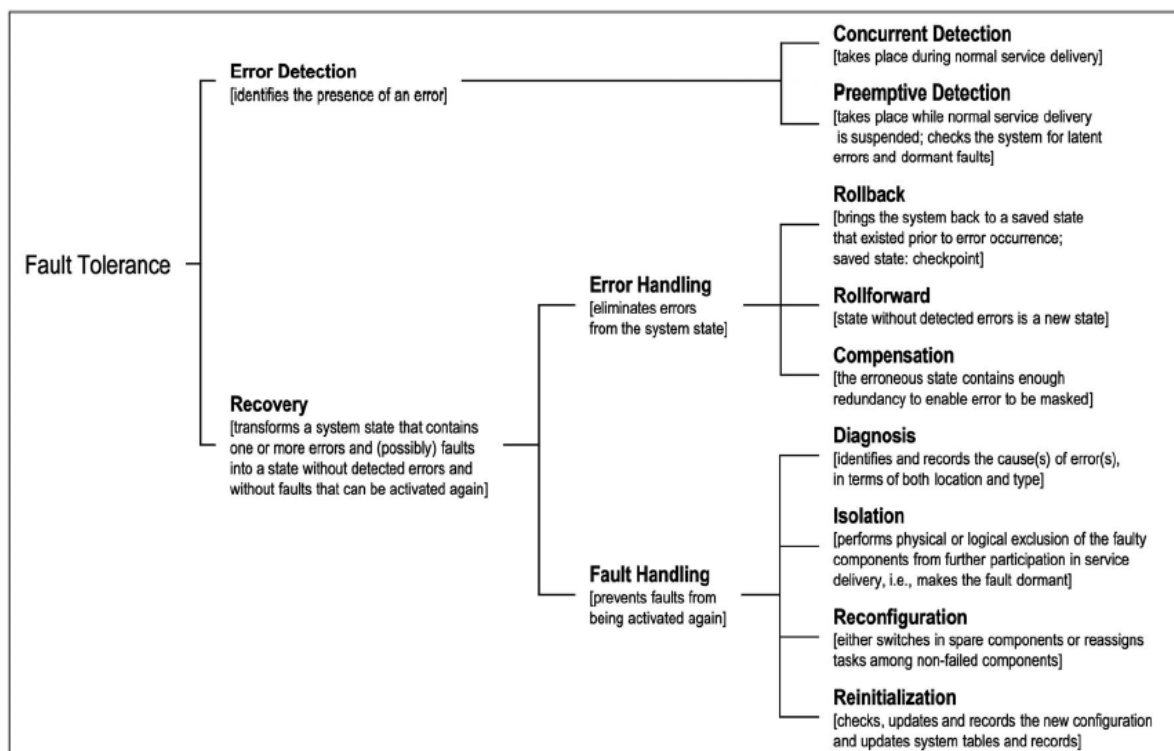 Fault Tolerance
Error Detection
[identifies the presence of an error]
Concurrent Detection
[takes place during normal service delivery]
Preemptive Detection
[takes place while normal service delivery
is suspended; checks the system for latent
errors and dormant faults]
Recovery
[transforms a system state that contains
one or more errors and (possibly) faults
into a state without detected errors and
without faults that can be activated again]
Error Handling
[eliminates errors
from the system state]
Rollback
[brings the system back to a saved state
that existed prior to error occurrence;
saved state: checkpoint]
Rollforward
[state without detected errors is a new state]
Compensation
[the erroneous state contains enough
redundancy to enable error to be masked]
Fault Handling
[prevents faults from
being activated again]
Diagnosis
[identifies and records the cause(s) of error(s),
in terms of both location and type]
Isolation
[performs physical or logical exclusion of the faulty
components from further participation in service
delivery, i.e., makes the fault dormant]
Reconfiguration
[either switches in spare components or reassigns
tasks among non-failed components]
Reinitialization
[checks, updates and records the new configuration
and updates system tables and records]